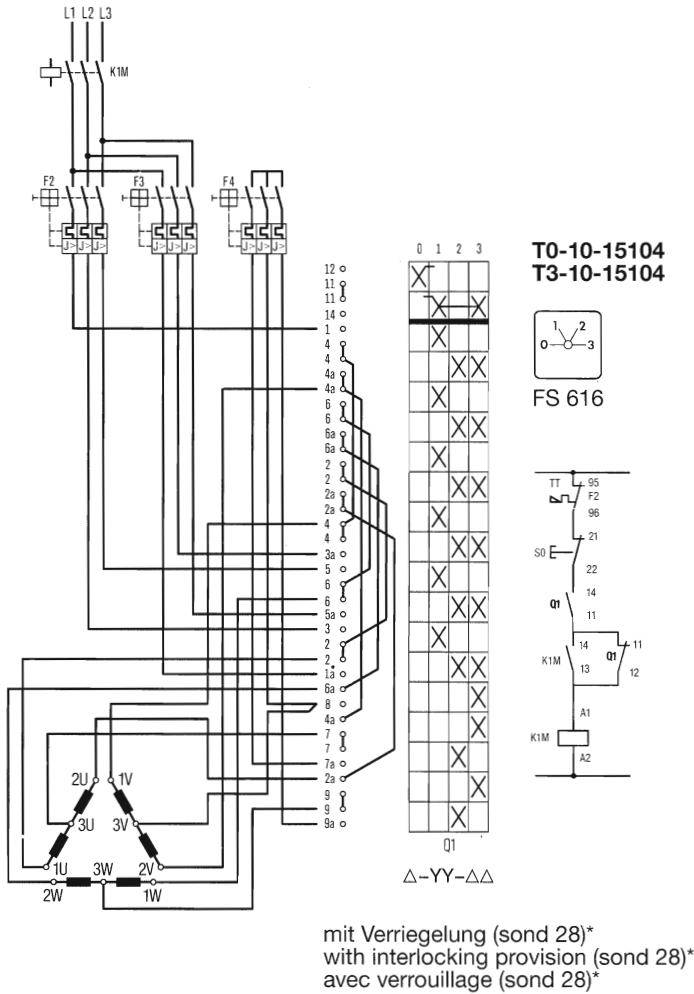 L1 L2 L3
K1M
F2 F3 F4
J> J> J> J> J> J> J> J> J>
0 1 2 3
12
11
11
14
1
4
4
4a
4a
6
6
6a
6a
2
2
2a
2a
4
4
3a
5
6
6
5a
3
2
2
1a
6a
8
4a
7
7
7a
2a
9
9
9a
Q1
△-YY-△△
2U 1V
3U 3V
1U 3W 2V
2W 1W
T0-10-15104
T3-10-15104
1 2
0 3
FS 616
TT 95
F2
96
21
S0
22
14
Q1
11
14 11
K1M Q1
13 12
A1
K1M
A2
mit Verriegelung (sond 28)*
with interlocking provision (sond 28)*
avec verrouillage (sond 28)*